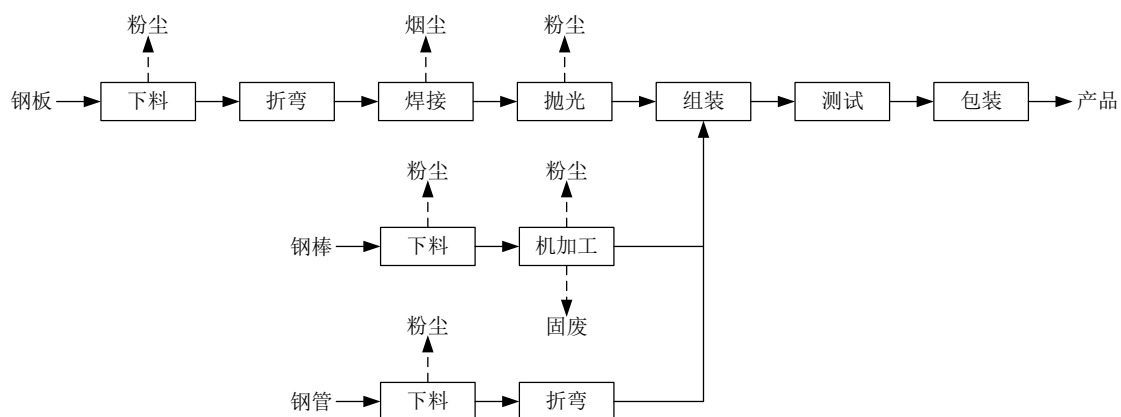 粉尘 烟尘 粉尘
钢板 下料 折弯 焊接 抛光 组装 测试 包装 产品
粉尘 粉尘
钢棒 下料 机加工
固废
粉尘
钢管 下料 折弯